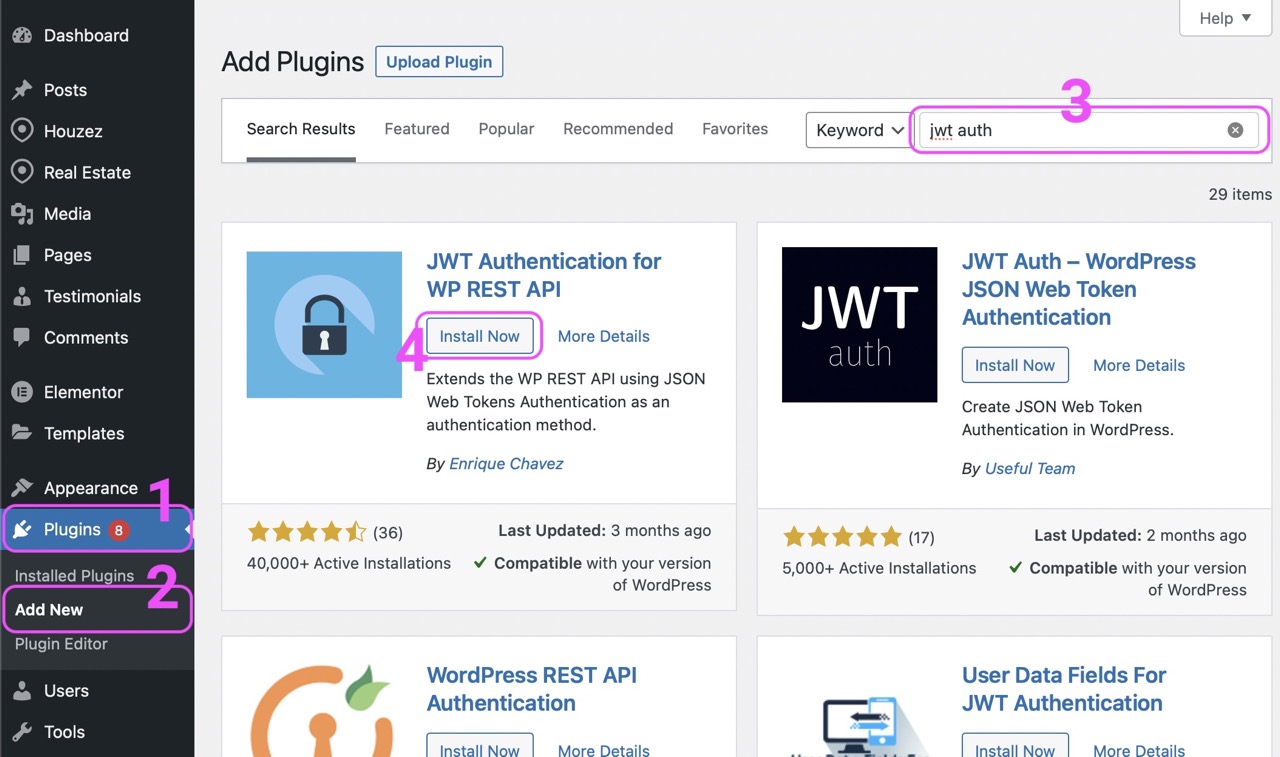 Dashboard
Posts
Houzez
Real Estate
Media
Pages
Testimonials
Comments
Elementor
Templates
Appearance
1
Plugins 8
Installed Plugins
2
Add New
Plugin Editor
Users
Tools
Help
Add Plugins Upload Plugin
3
Search Results Featured Popular Recommended Favorites Keyword jwt auth
29 items
JWT Authentication for
WP REST API
4
Install Now More Details
Extends the WP REST API using JSON
Web Tokens Authentication as an
authentication method.
By Enrique Chavez
(36)
40,000+ Active Installations
Last Updated: 3 months ago
Compatible with your version
of WordPress
JWT
auth
JWT Auth – WordPress
JSON Web Token
Authentication
Install Now More Details
Create JSON Web Token
Authentication in WordPress.
By Useful Team
(17)
5,000+ Active Installations
Last Updated: 2 months ago
Compatible with your version
of WordPress
WordPress REST API
Authentication
Install Now More Details
User Data Fields For
JWT Authentication
Install Now More Details